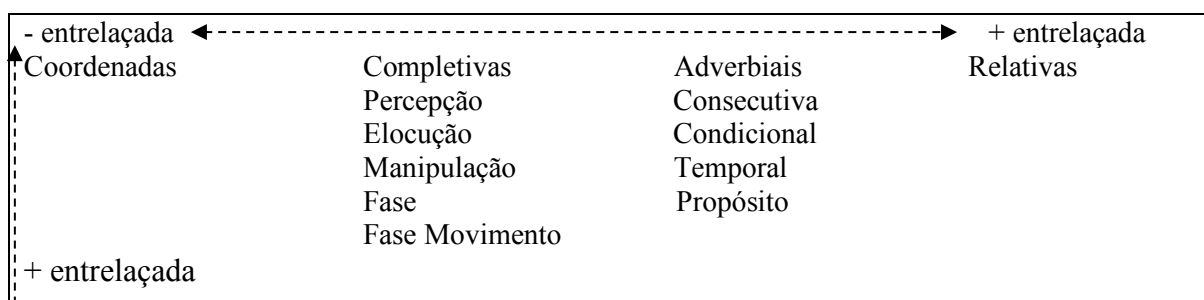 - entrelaçada + entrelaçada
Coordenadas Completivas Adverbiais Relativas
Percepção Consecutiva
Elocução Condicional
Manipulação Temporal
Fase Propósito
Fase Movimento
+ entrelaçada